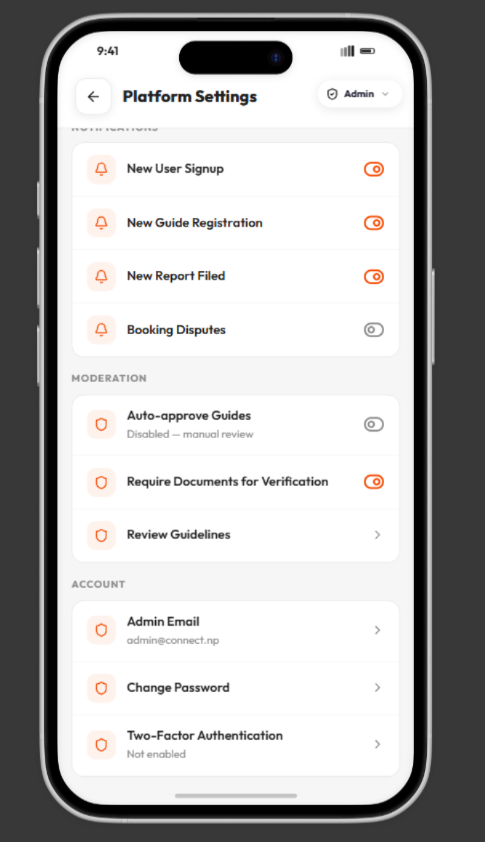 9:41
Platform Settings
Admin
NOTIFICATIONS
New User Signup
New Guide Registration
New Report Filed
Booking Disputes
MODERATION
Auto-approve Guides
Disabled — manual review
Require Documents for Verification
Review Guidelines
ACCOUNT
Admin Email
admin@connect.np
Change Password
Two-Factor Authentication
Not enabled